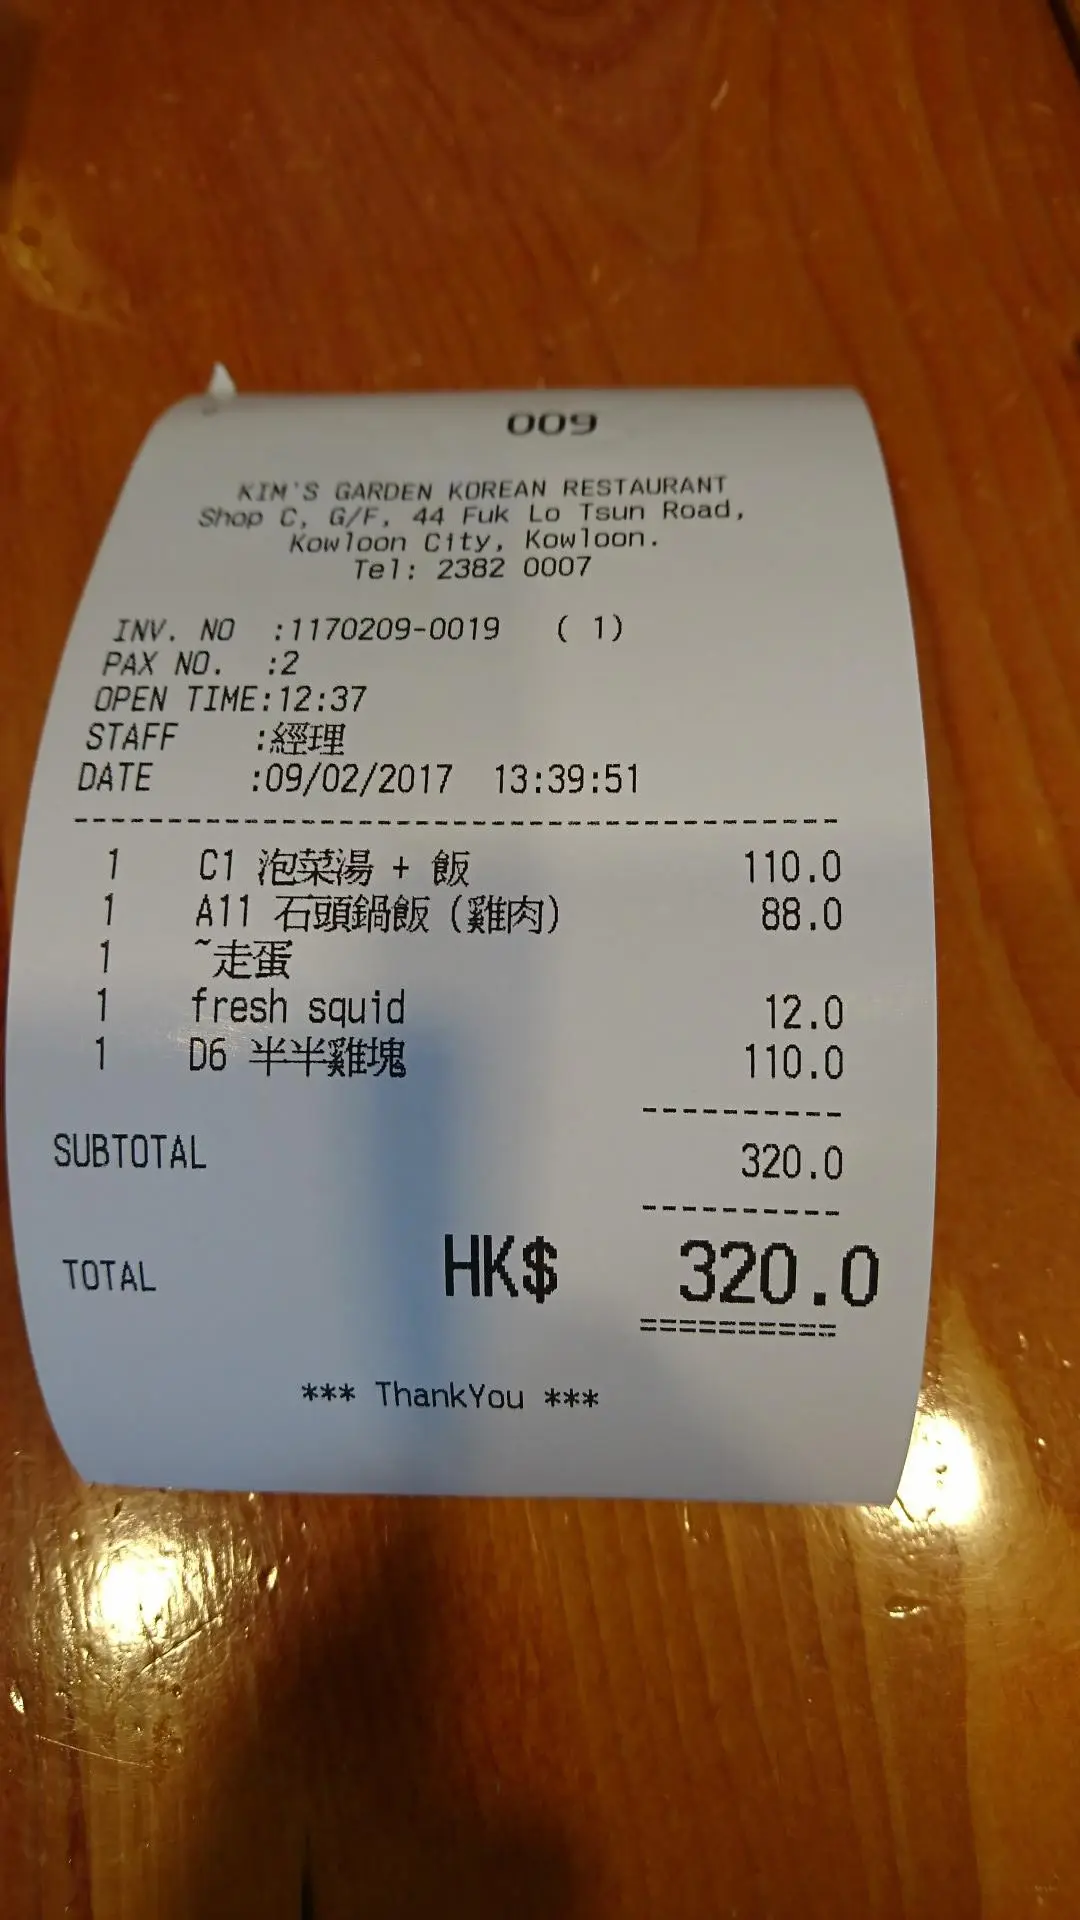 009
KIM'S GARDEN KOREAN RESTAURANT
Shop C, G/F, 44 Fuk Lo Tsun Road,
Kowloon City, Kowloon.
Tel: 2382 0007
INV. NO :1170209-0019 ( 1)
PAX NO. :2
OPEN TIME:12:37
STAFF :經理
DATE :09/02/2017 13:39:51
1 C1 泡菜湯 + 飯 110.0
1 A11 石頭鍋飯 (雞肉) 88.0
1 ~走蛋
1 fresh squid 12.0
1 D6 半半雞塊 110.0
SUBTOTAL 320.0
TOTAL HK$ 320.0
*** ThankYou ***